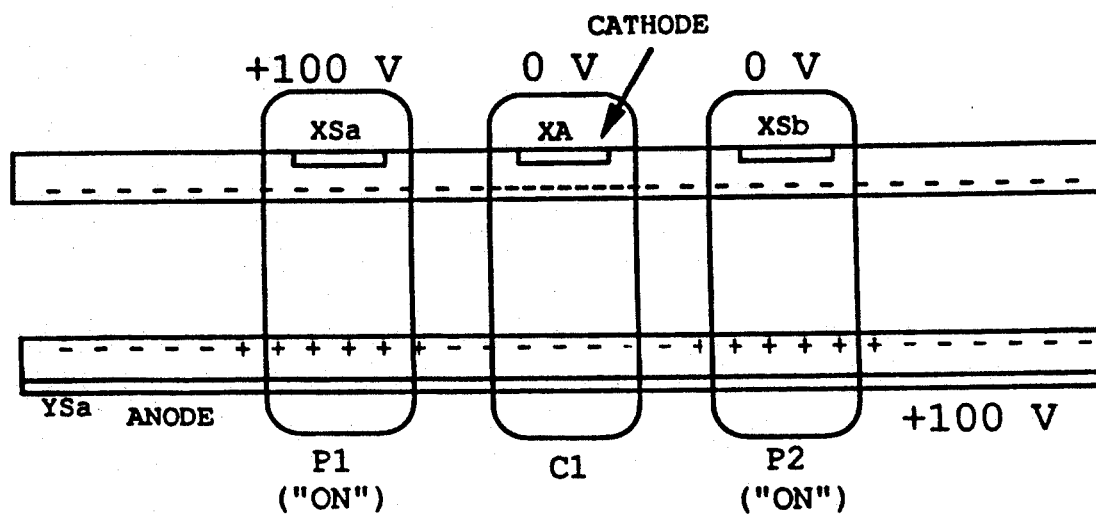 CATHODE
+100 V
0 V
0 V
XSa
XA
XSb
YSa
ANODE
+100 V
P1
("ON")
C1
P2
("ON")